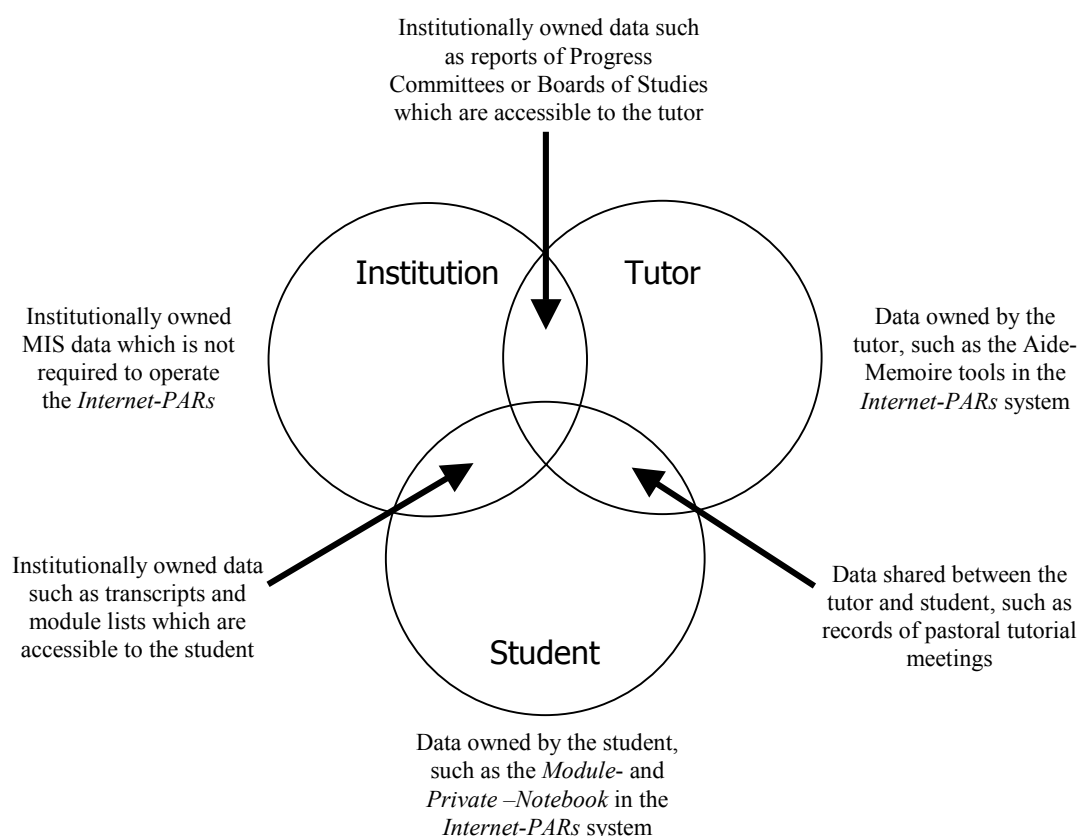 Institutionally owned data such
as reports of Progress
Committees or Boards of Studies
which are accessible to the tutor
Institution
Tutor
Institutionally owned
MIS data which is not
required to operate
the Internet-PARs
Data owned by the
tutor, such as the Aide-
Memoire tools in the
Internet-PARs system
Institutionally owned data
such as transcripts and
module lists which are
accessible to the student
Data shared between the
tutor and student, such as
records of pastoral tutorial
meetings
Student
Data owned by the student,
such as the Module- and
Private –Notebook in the
Internet-PARs system